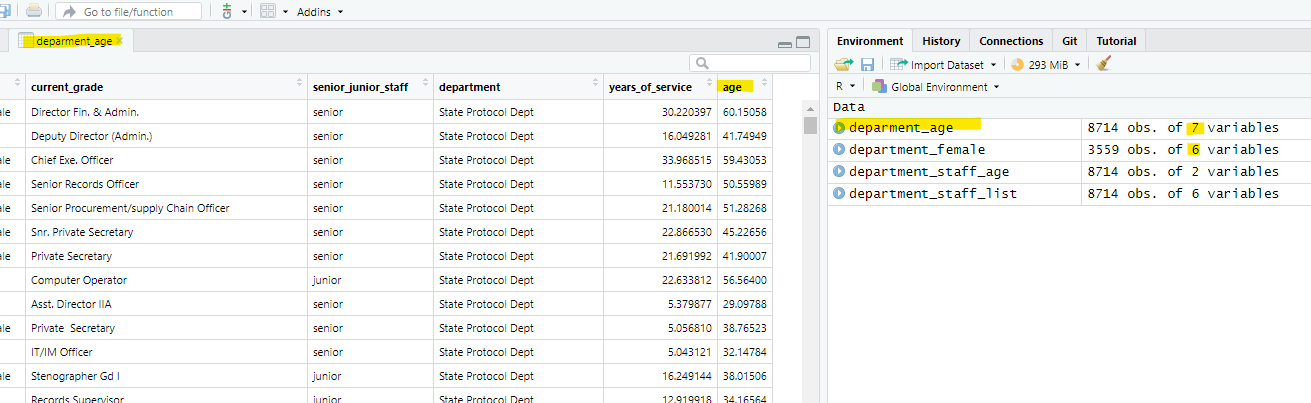 Go to file/function
Addins
deparment_age
current_grade senior_junior_staff department years_of_service age
ale Director Fin. & Admin. senior State Protocol Dept 30.220397 60.15058
Deputy Director (Admin.) senior State Protocol Dept 16.049281 41.74949
ale Chief Exe. Officer senior State Protocol Dept 33.968515 59.43053
Senior Records Officer senior State Protocol Dept 11.553730 50.55989
ale Senior Procurement/supply Chain Officer senior State Protocol Dept 21.180014 51.28268
ale Snr. Private Secretary senior State Protocol Dept 22.866530 45.22656
ale Private Secretary senior State Protocol Dept 21.691992 41.90007
Computer Operator junior State Protocol Dept 22.633812 56.56400
Asst. Director IIA senior State Protocol Dept 5.379877 29.09788
ale Private Secretary senior State Protocol Dept 5.056810 38.76523
IT/IM Officer senior State Protocol Dept 5.043121 32.14784
ale Stenographer Gd I junior State Protocol Dept 16.249144 38.01506
Records Supervisor junior State Protocol Dept 12.919918 34.16564
Environment History Connections Git Tutorial
Import Dataset 293 MiB
R Global Environment
Data
deparment_age 8714 obs. of 7 variables
department_female 3559 obs. of 6 variables
department_staff_age 8714 obs. of 2 variables
department_staff_list 8714 obs. of 6 variables